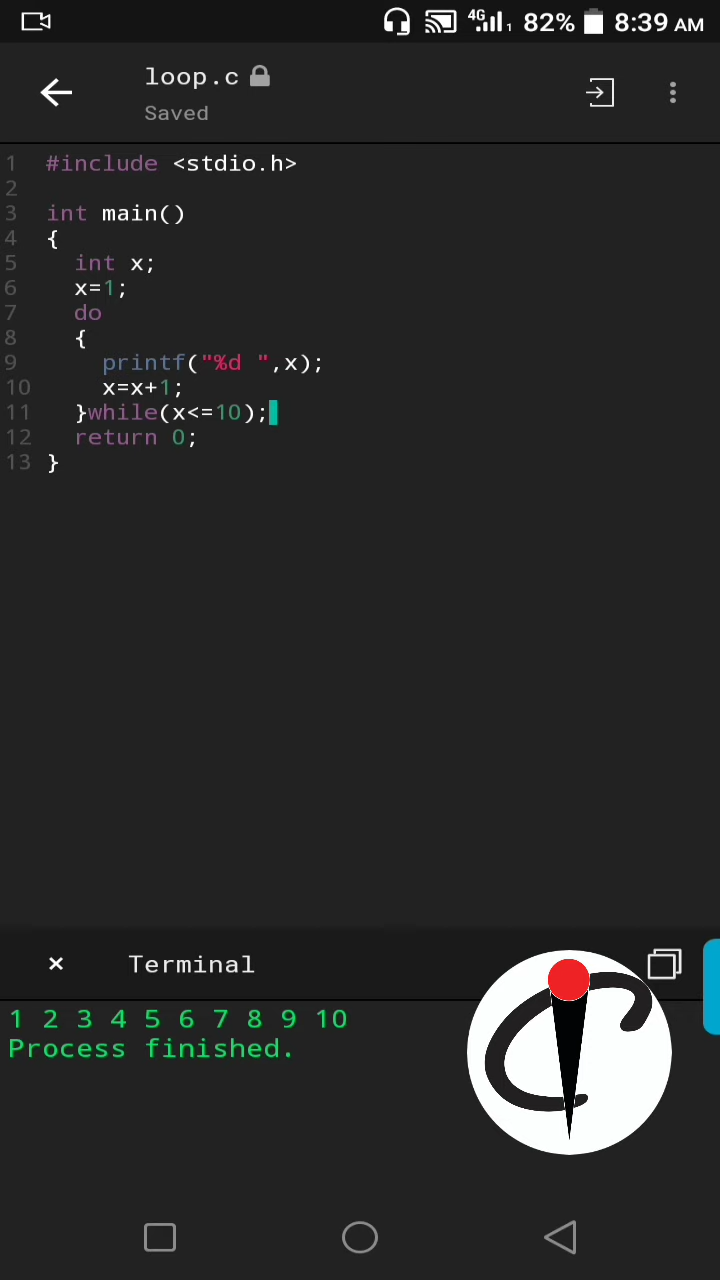 4G 1 82% 8:39 AM
loop.c
Saved
1 #include <stdio.h>
2
3 int main()
4 {
5   int x;
6   x=1;
7   do
8   {
9     printf("%d ",x);
10     x=x+1;
11   }while(x<=10);
12   return 0;
13 }
× Terminal
1 2 3 4 5 6 7 8 9 10
Process finished.